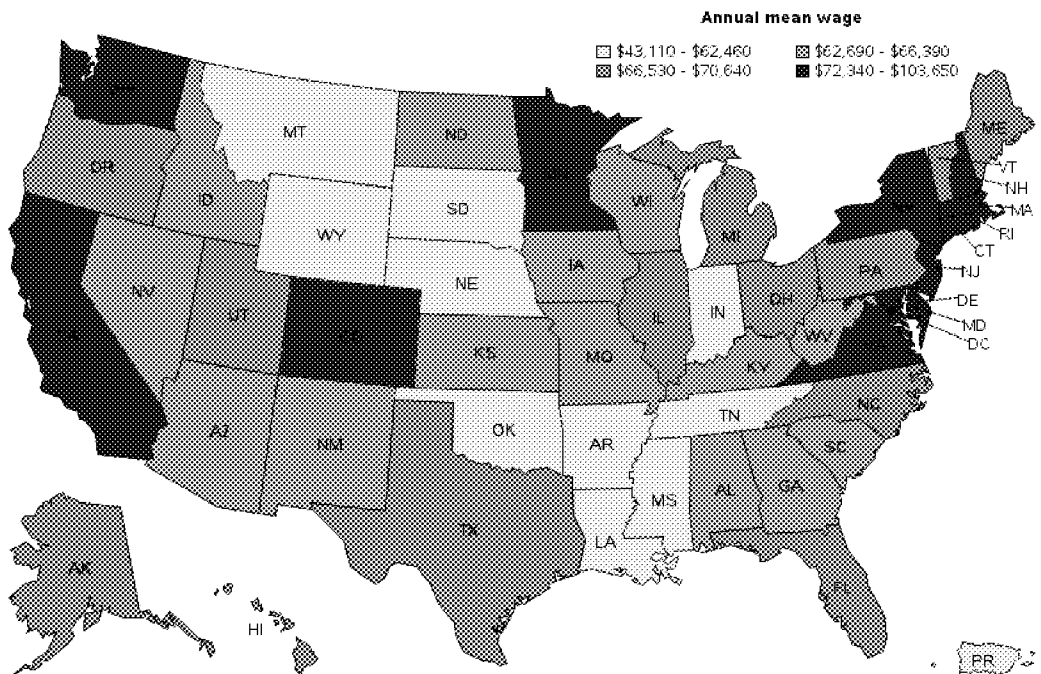 Annual mean wage
$43,110 - $62,460 $62,690 - $66,390
$66,530 - $70,640 $72,340 - $103,650
MT
ND
ME
OR
VT
ID
NH
WI
SD
MA
MI
RI
WY
CT
IA
PA
NJ
NE
NV
OH
IN
DE
UT
WV
MD
DC
KS
MO
KY
NC
TN
AZ
OK
NM
AR
SC
MS
AL
GA
TX
LA
AK
FL
HI
PR